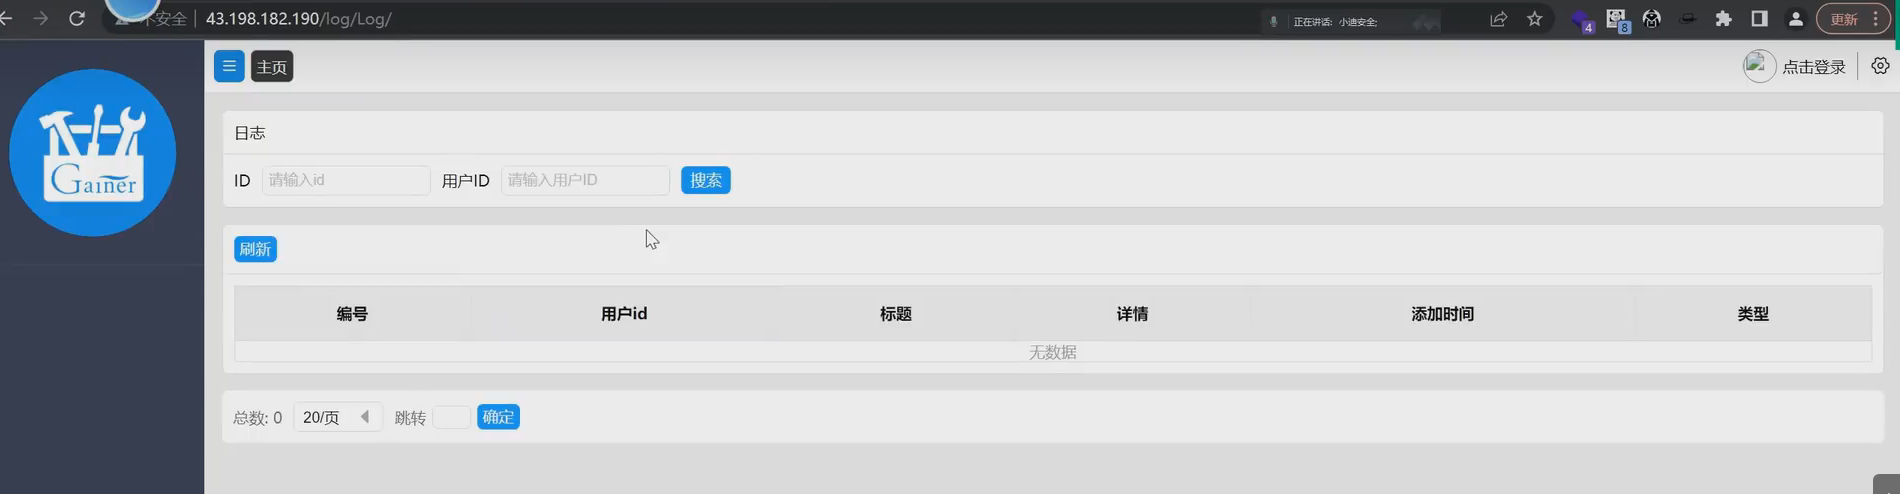 不安全 | 43.198.182.190/log/Log/
正在讲话: 小迪安全;
4
8
更新
主页
点击登录
Gainer
日志
ID 请输入id 用户ID 请输入用户ID 搜索
刷新
编号 用户id 标题 详情 添加时间 类型
无数据
总数: 0 20/页 跳转 确定